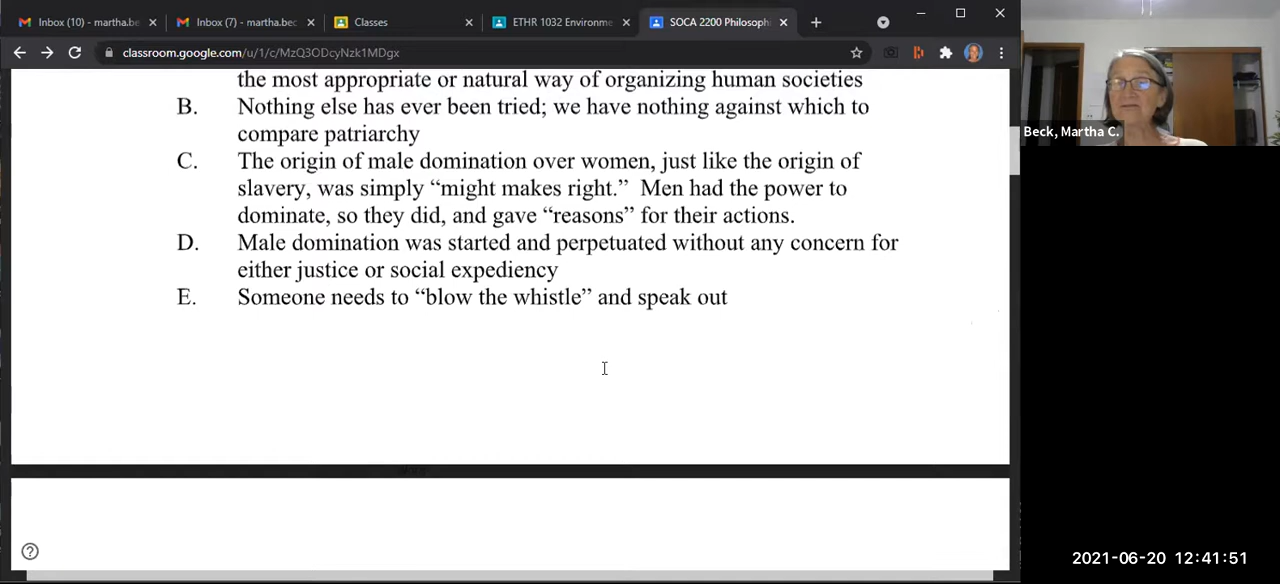 Inbox (10) - martha.be
Inbox (7) - martha.bec
Classes
ETHR 1032 Environme
SOCA 2200 Philosoph
classroom.google.com/u/1/c/MzQ3ODcyNzk1MDgx
the most appropriate or natural way of organizing human societies
B. Nothing else has ever been tried; we have nothing against which to
compare patriarchy
C. The origin of male domination over women, just like the origin of
slavery, was simply “might makes right.” Men had the power to
dominate, so they did, and gave “reasons” for their actions.
D. Male domination was started and perpetuated without any concern for
either justice or social expediency
E. Someone needs to “blow the whistle” and speak out
Beck, Martha C.
2021-06-20 12:41:51